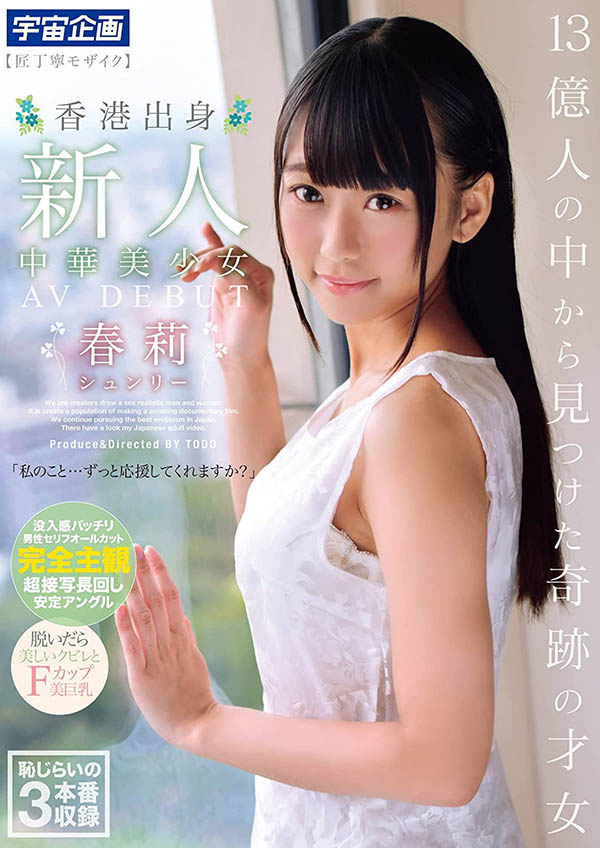 宇宙企画
【匠丁寧モザイク】
香港出身
新人
中華美少女
AV DEBUT
春莉
シュンリー
We are creators draw a sex realistic man and woman.
It is create a population of making a amazing documentary film.
We continue pursuing the best eroticism in Japan.
There have a look my Japanese adult video.
Produce&Directed BY TODO
「私のこと…ずっと応援してくれますか?」
没入感バッチリ
男性セリフオールカット
完全主観
超接写長回し
安定アングル
脱いだら
美しいクビレと
Fカップ
美巨乳
恥じらいの
3本番
収録
13億人の中から見つけた奇跡の才女